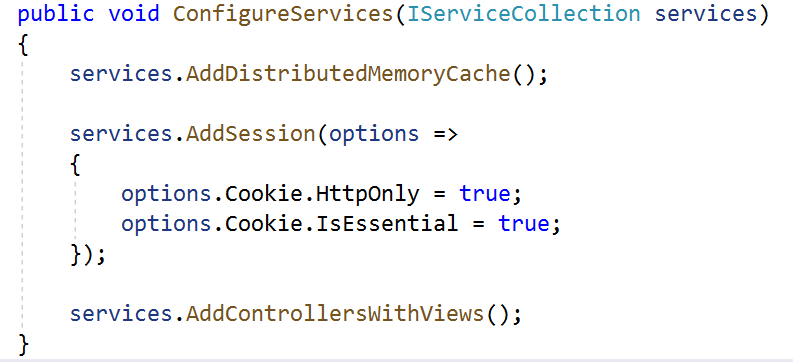 public void ConfigureServices(IServiceCollection services)
{
    services.AddDistributedMemoryCache();

    services.AddSession(options =>
    {
        options.Cookie.HttpOnly = true;
        options.Cookie.IsEssential = true;
    });

    services.AddControllersWithViews();
}